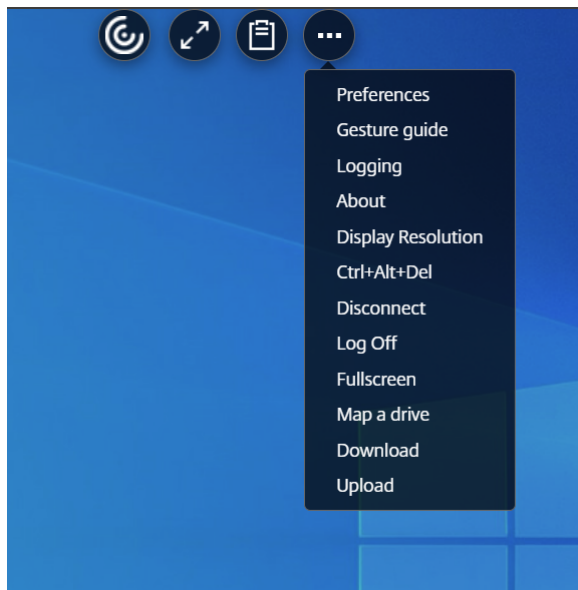 Preferences
Gesture guide
Logging
About
Display Resolution
Ctrl+Alt+Del
Disconnect
Log Off
Fullscreen
Map a drive
Download
Upload